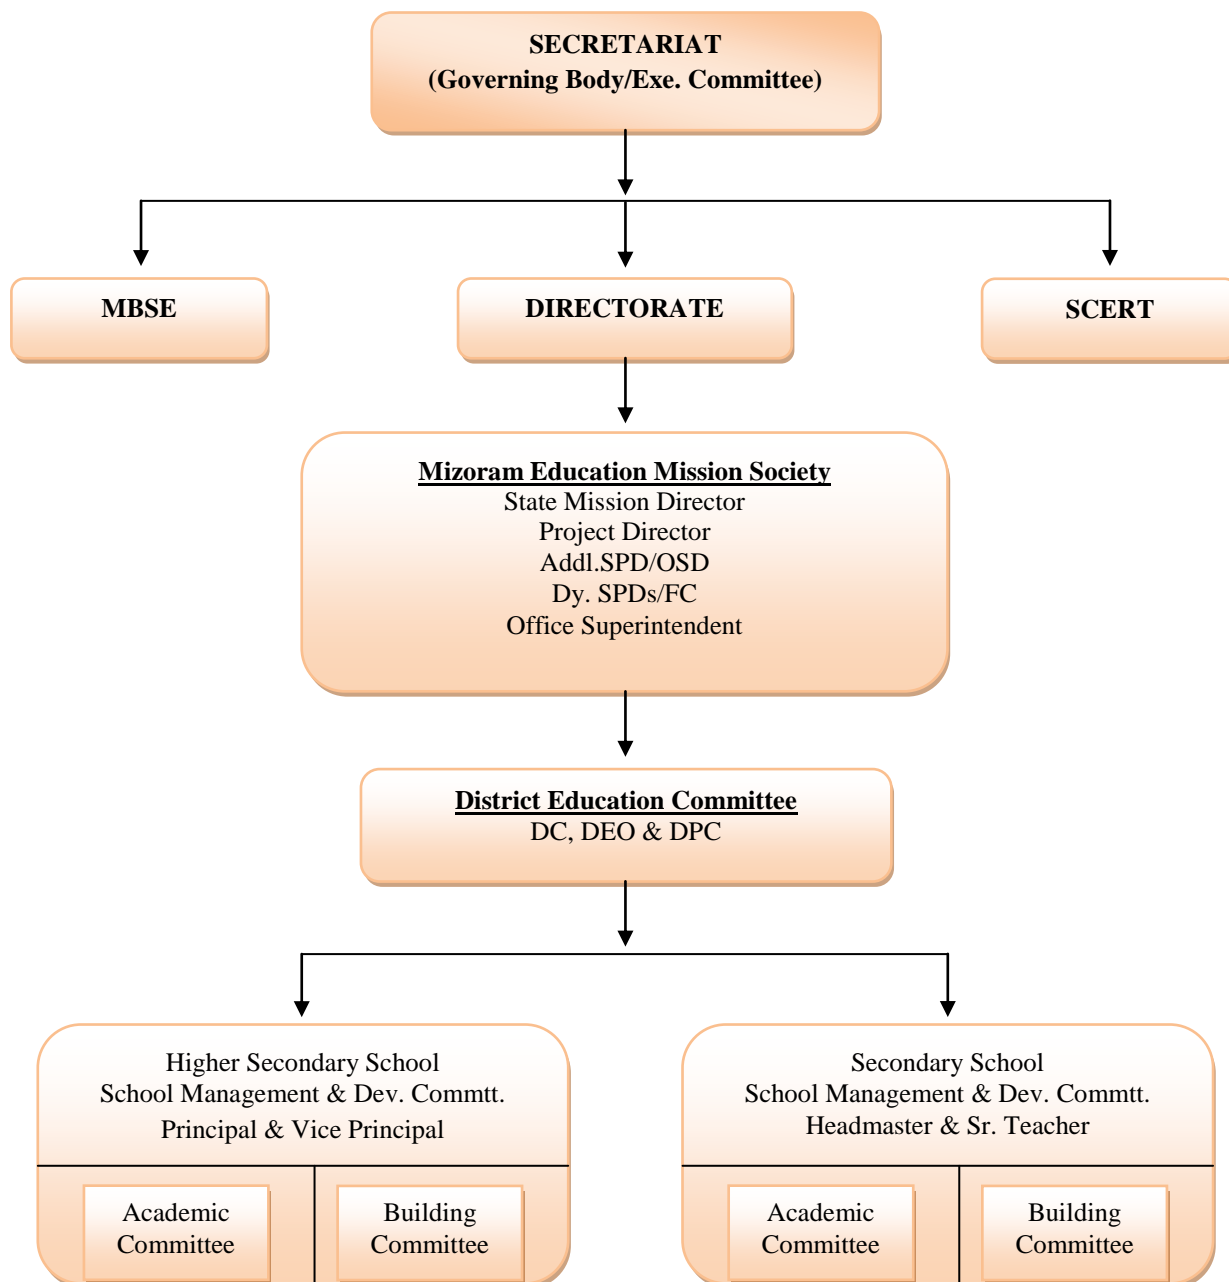 SECRETARIAT
(Governing Body/Exe. Committee)
MBSE
DIRECTORATE
SCERT
Mizoram Education Mission Society
State Mission Director
Project Director
Addl.SPD/OSD
Dy. SPDs/FC
Office Superintendent
District Education Committee
DC, DEO & DPC
Higher Secondary School
School Management & Dev. Commtt.
Principal & Vice Principal
Academic
Committee
Building
Committee
Secondary School
School Management & Dev. Commtt.
Headmaster & Sr. Teacher
Academic
Committee
Building
Committee